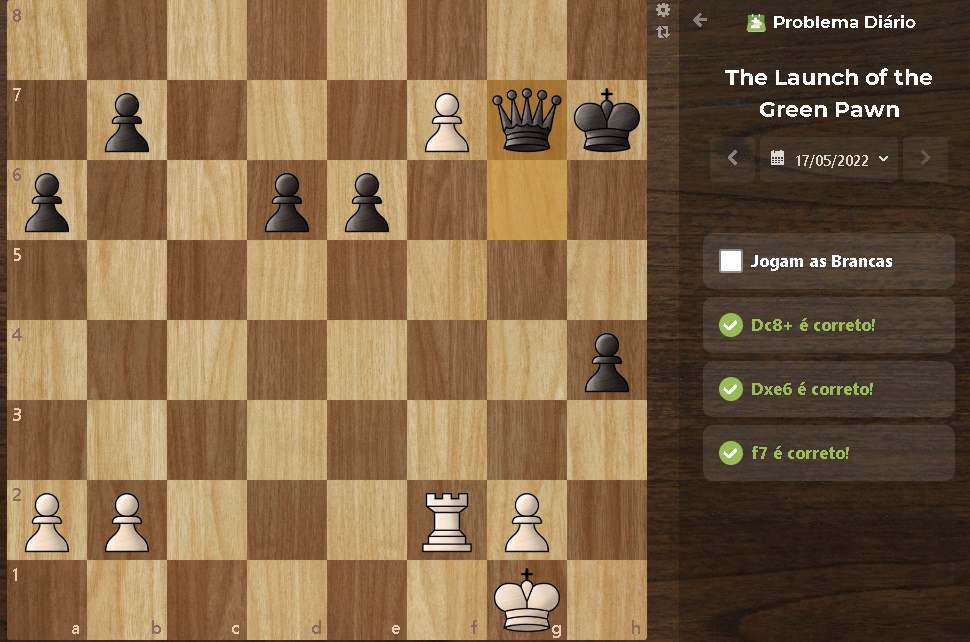 8
Problema Diário
The Launch of the
Green Pawn
7
17/05/2022
6
5
Jogam as Brancas
4
Dc8+ é correto!
3
Dxe6 é correto!
f7 é correto!
2
1
a b c d e f g h